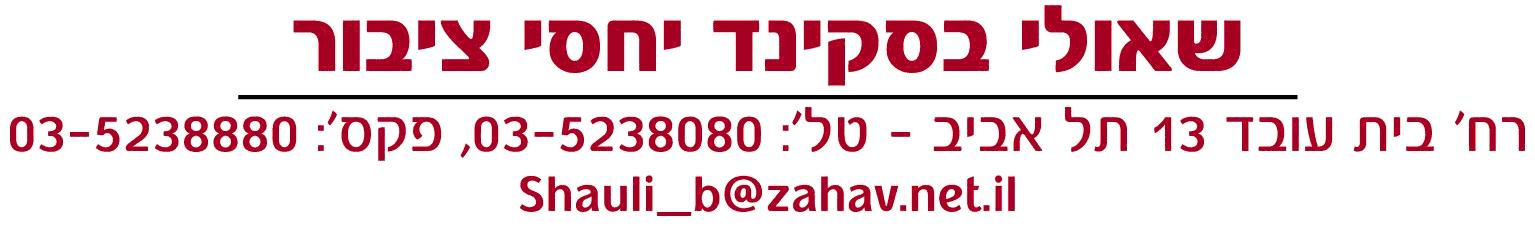 שאולי בסקינד יחסי ציבור
רח' בית עובד 13 תל אביב - טל': 03-5238080, פקס': 03-5238880
Shauli_b@zahav.net.il